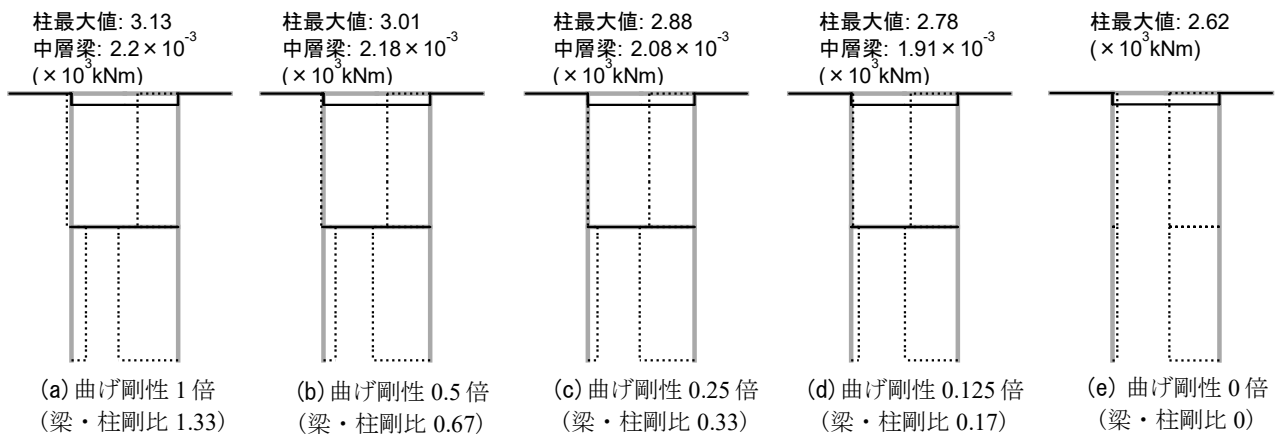 柱最大値: 3.13
中層梁: 2.2×10⁻³
(×10³kNm)
柱最大値: 3.01
中層梁: 2.18×10⁻³
(×10³kNm)
柱最大値: 2.88
中層梁: 2.08×10⁻³
(×10³kNm)
柱最大値: 2.78
中層梁: 1.91×10⁻³
(×10³kNm)
柱最大値: 2.62
(×10³kNm)
(a) 曲げ剛性 1 倍
(梁・柱剛比 1.33)
(b) 曲げ剛性 0.5 倍
(梁・柱剛比 0.67)
(c) 曲げ剛性 0.25 倍
(梁・柱剛比 0.33)
(d) 曲げ剛性 0.125 倍
(梁・柱剛比 0.17)
(e) 曲げ剛性 0 倍
(梁・柱剛比 0)